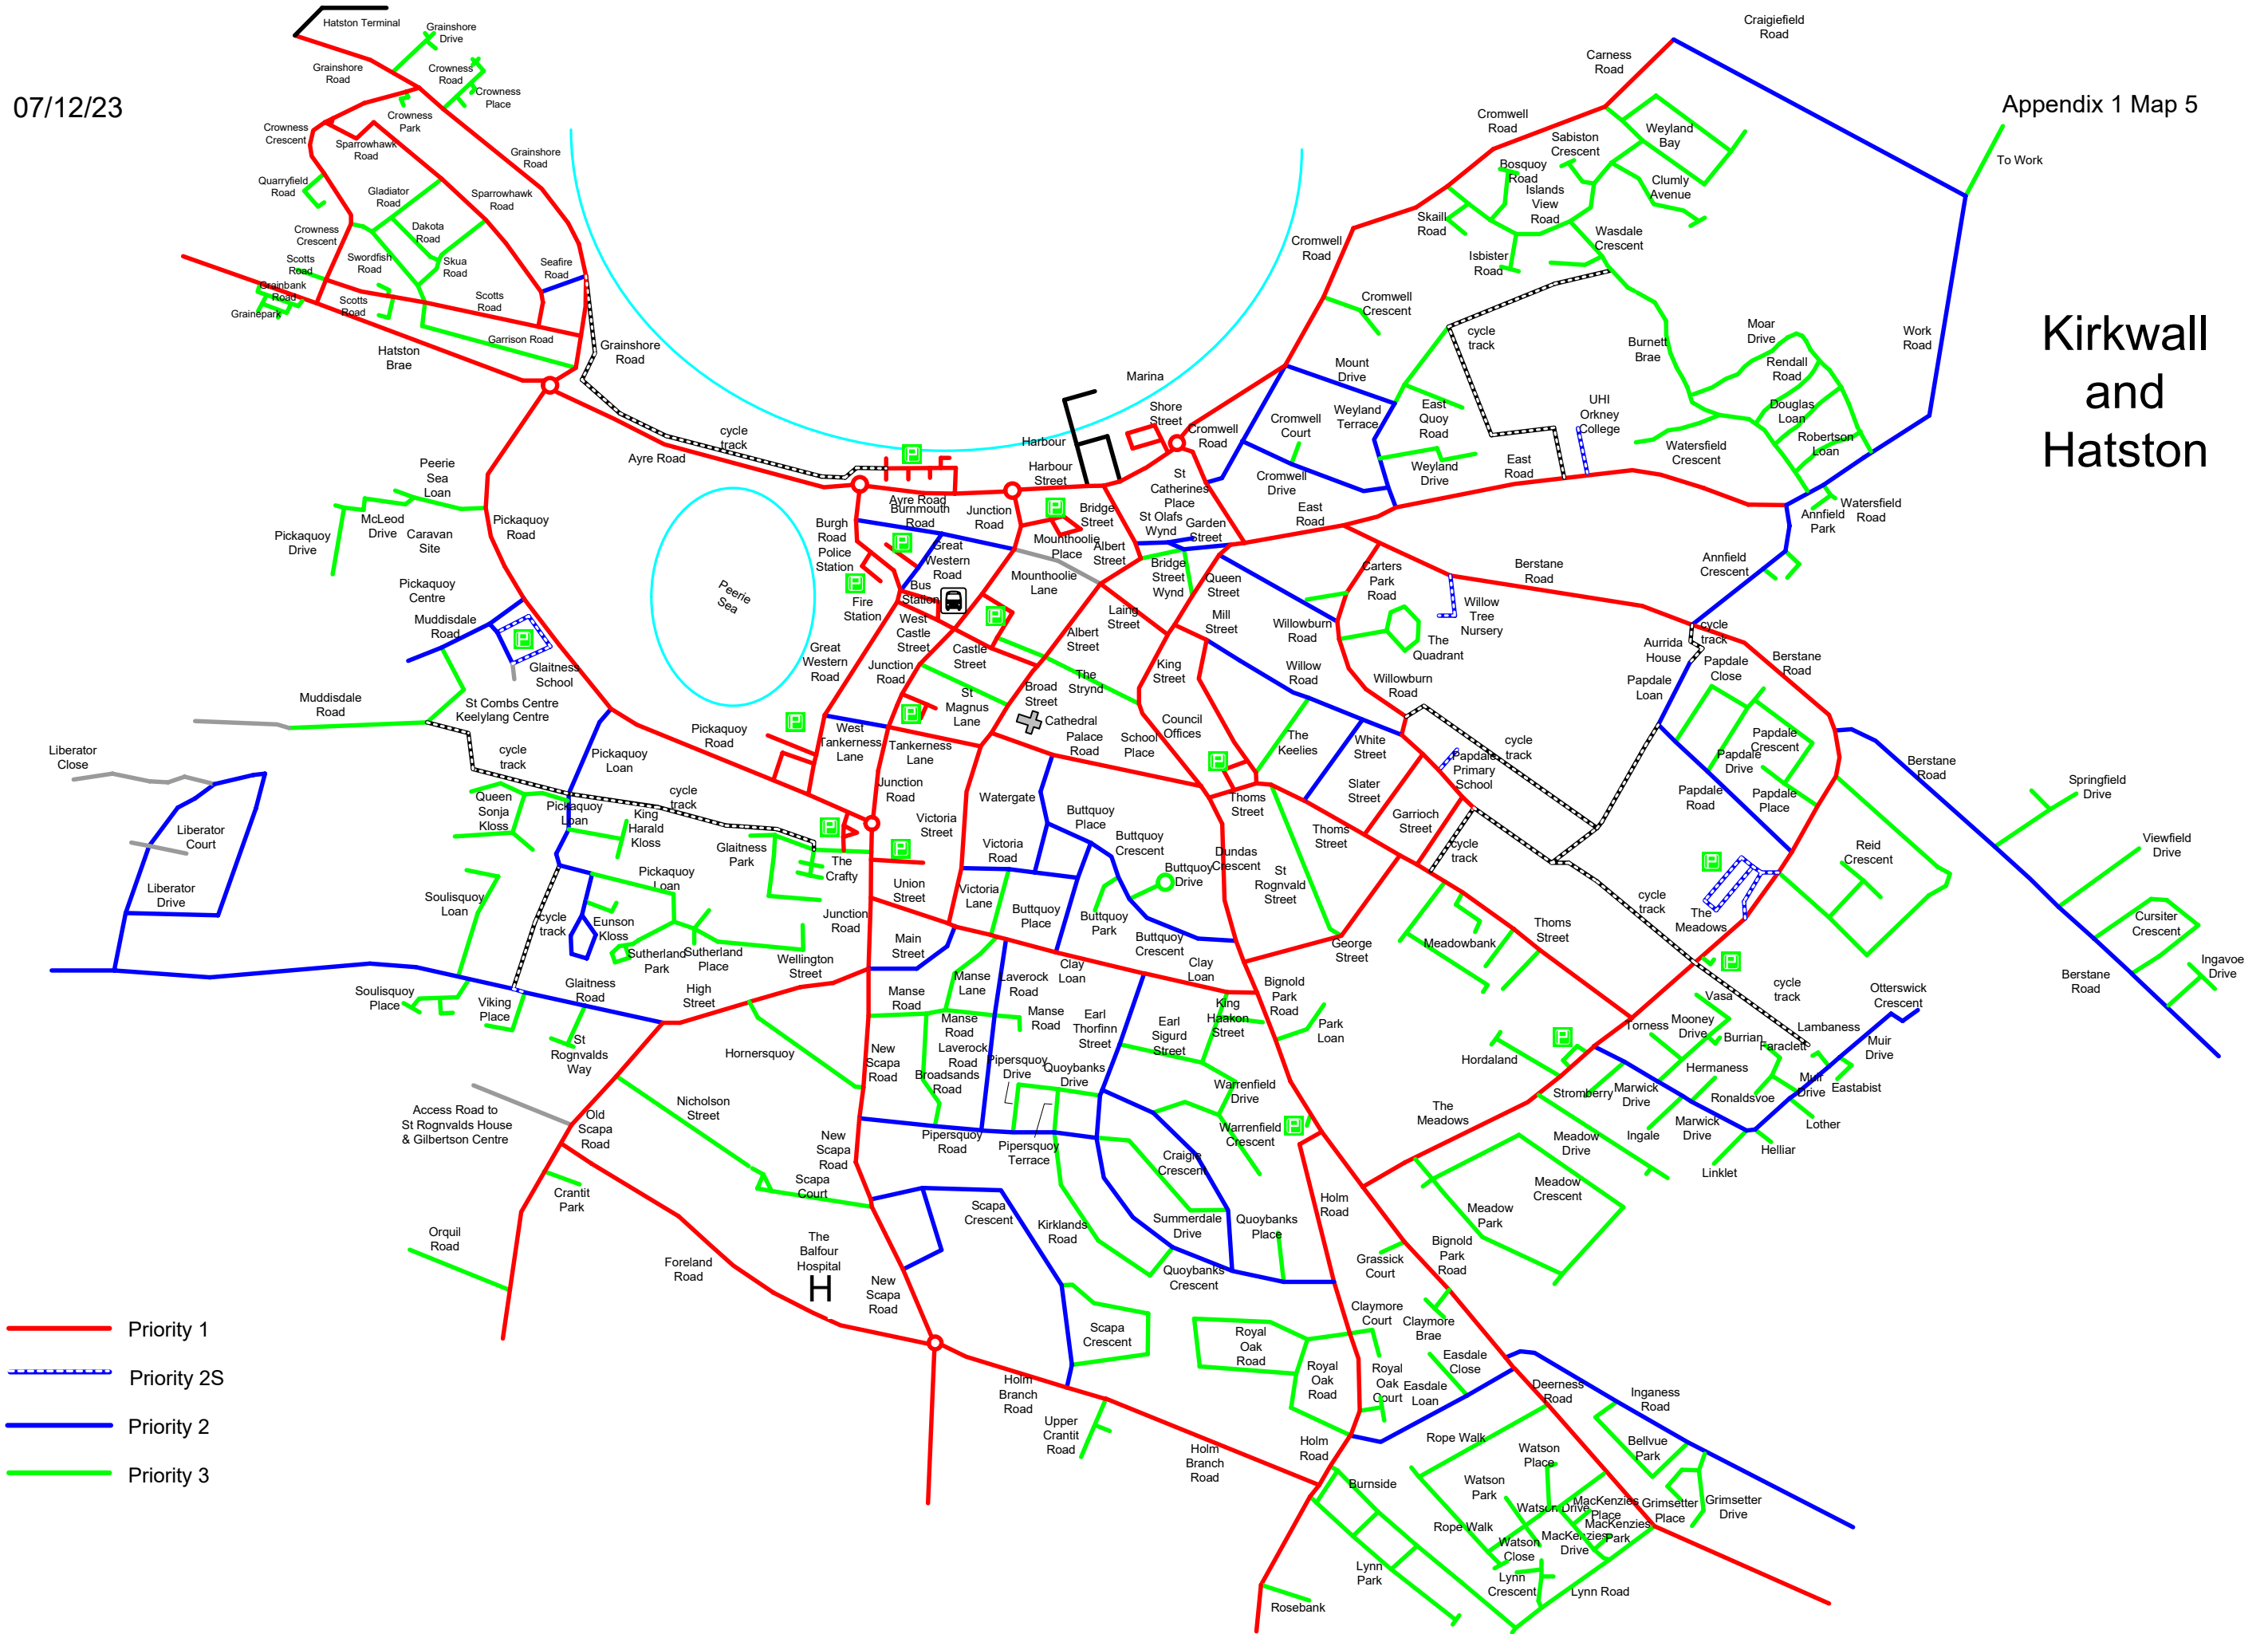 Hatston Terminal
Grainshore
Drive
Grainshore
Road
Crowness
Road
Crowness
Place
07/12/23
Crowness
Park
Crowness
Crescent
Sparrowhawk
Road
Grainshore
Road
Quarryfield
Road
Gladiator
Road
Sparrowhawk
Road
Crowness
Crescent
Dakota
Road
Scotts
Road
Swordfish
Road
Skua
Road
Seafire
Road
Grainbank
Road
Grainepark
Scotts
Road
Scotts
Road
Garrison Road
Hatston
Brae
Grainshore
Road
cycle
track
Ayre Road
Craigiefield
Road
Carness
Road
Appendix 1 Map 5
To Work
Cromwell
Road
Sabiston
Crescent
Weyland
Bay
Bosquoy
Road
Islands
View
Road
Clumly
Avenue
Skaill
Road
Wasdale
Crescent
Cromwell
Road
Isbister
Road
Cromwell
Crescent
cycle
track
Burnett
Brae
Moar
Drive
Work
Road
Kirkwall
and
Hatston
Rendall
Road
Douglas
Loan
Robertson
Loan
Mount
Drive
Marina
Shore
Street
Cromwell
Road
Cromwell
Court
Weyland
Terrace
East
Quoy
Road
UHI
Orkney
College
Watersfield
Crescent
Harbour
Harbour
Street
St
Catherines
Place
Cromwell
Drive
Weyland
Drive
East
Road
Watersfield
Road
Annfield
Park
Peerie
Sea
Loan
McLeod
Drive
Caravan
Site
Pickaquoy
Drive
Pickaquoy
Road
Ayre Road
Burnmouth
Road
Junction
Road
Bridge
Street
St Olafs
Wynd
Garden
Street
East
Road
Burgh
Road
Police
Station
Great
Western
Road
Mounthoolie
Place
Albert
Street
Mounthoolie
Lane
Bridge
Street
Wynd
Queen
Street
Carters
Park
Road
Berstane
Road
Annfield
Crescent
Pickaquoy
Centre
Muddisdale
Road
Peerie
Sea
Fire
Station
Bus
Station
West
Castle
Street
Laing
Street
Mill
Street
Willowburn
Road
Willow
Tree
Nursery
The
Quadrant
cycle
track
Aurrida
House
Berstane
Road
Glaitness
School
Great
Western
Road
Junction
Road
Castle
Street
Albert
Street
The
Strynd
King
Street
Willow
Road
Willowburn
Road
Papdale
Close
Papdale
Loan
Muddisdale
Road
St Combs Centre
Keelylang Centre
St
Magnus
Lane
Broad
Street
Cathedral
Palace
Road
School
Place
Council
Offices
The
Keelies
White
Street
cycle
track
Papdale
Crescent
Papdale
Drive
Papdale
Road
Papdale
Place
Berstane
Road
Liberator
Close
cycle
track
Pickaquoy
Loan
Pickaquoy
Road
West
Tankerness
Lane
Tankerness
Lane
Papdale
Primary
School
Slater
Street
Springfield
Drive
Liberator
Court
Queen
Sonja
Kloss
Pickaquoy
Loan
King
Harald
Kloss
cycle
track
Junction
Road
Victoria
Street
Watergate
Buttquoy
Place
Thoms
Street
Thoms
Street
Garrioch
Street
cycle
track
Reid
Crescent
Viewfield
Drive
Glaitness
Park
The
Crafty
Victoria
Road
Buttquoy
Crescent
Buttquoy
Drive
Dundas
Crescent
St
Rognvald
Street
Liberator
Drive
Soulisquoy
Loan
Pickaquoy
Loan
cycle
track
Eunson
Kloss
Union
Street
Victoria
Lane
Buttquoy
Place
Buttquoy
Park
Junction
Road
Main
Street
Buttquoy
Crescent
George
Street
Meadowbank
Thoms
Street
cycle
track
The
Meadows
Cursiter
Crescent
Ingavoe
Drive
Berstane
Road
Sutherland
Park
Sutherland
Place
Wellington
Street
Soulisquoy
Place
Viking
Place
Glaitness
Road
High
Street
Manse
Lane
Laverock
Road
Clay
Loan
Clay
Loan
Bignold
Park
Road
Vasa
cycle
track
Otterswick
Crescent
St
Rognvalds
Way
Hornersquoy
Manse
Road
Manse
Road
Manse
Road
Laverock
Road
Earl
Thorfinn
Street
Earl
Sigurd
Street
King
Haakon
Street
Park
Loan
Hordaland
Torness
Mooney
Drive
Burrian
Lambaness
Faraclett
Muir
Drive
New
Scapa
Road
Broadsands
Road
Pipersquoy
Drive
Quoybanks
Drive
Warrenfield
Drive
Hermaness
Muir
Drive
Eastabist
Access Road to
St Rognvalds House
& Gilbertson Centre
Nicholson
Street
Old
Scapa
Road
New
Scapa
Road
Pipersquoy
Road
Pipersquoy
Terrace
Warrenfield
Crescent
The
Meadows
Stromberry
Marwick
Drive
Ronaldsvoe
Lother
Ingale
Marwick
Drive
Helliar
Linklet
Meadow
Drive
Craigie
Crescent
Crantit
Park
Scapa
Court
Scapa
Crescent
Kirklands
Road
Summerdale
Drive
Quoybanks
Place
Holm
Road
Meadow
Crescent
Meadow
Park
Orquil
Road
Foreland
Road
The
Balfour
Hospital
H
New
Scapa
Road
Quoybanks
Crescent
Grassick
Court
Bignold
Park
Road
Priority 1
Priority 2S
Priority 2
Priority 3
Scapa
Crescent
Royal
Oak
Road
Claymore
Court
Claymore
Brae
Royal
Oak
Road
Royal
Oak
Court
Easdale
Close
Easdale
Loan
Deerness
Road
Inganess
Road
Holm
Branch
Road
Upper
Crantit
Road
Holm
Branch
Road
Holm
Road
Rope Walk
Watson
Place
Bellvue
Park
Burnside
Watson
Park
Watson Drive
MacKenzies
Place
Grimsetter
Place
Grimsetter
Drive
Rope Walk
MacKenzies
Park
MacKenzies
Drive
Watson
Close
Lynn
Park
Lynn
Crescent
Lynn Road
Rosebank